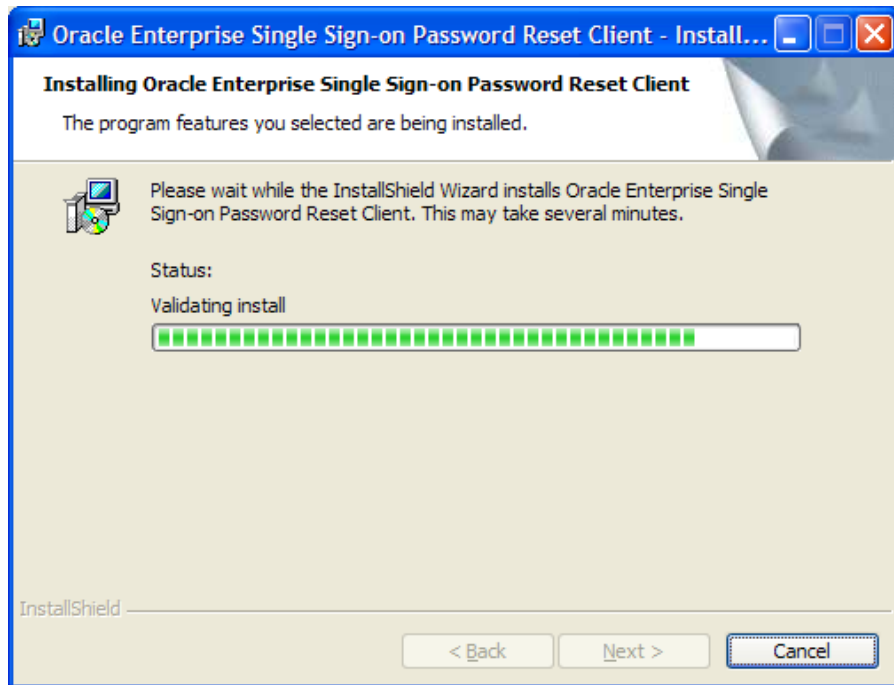 Oracle Enterprise Single Sign-on Password Reset Client - Install...
Installing Oracle Enterprise Single Sign-on Password Reset Client
The program features you selected are being installed.
Please wait while the InstallShield Wizard installs Oracle Enterprise Single
Sign-on Password Reset Client. This may take several minutes.
Status:
Validating install
InstallShield
< Back
Next >
Cancel